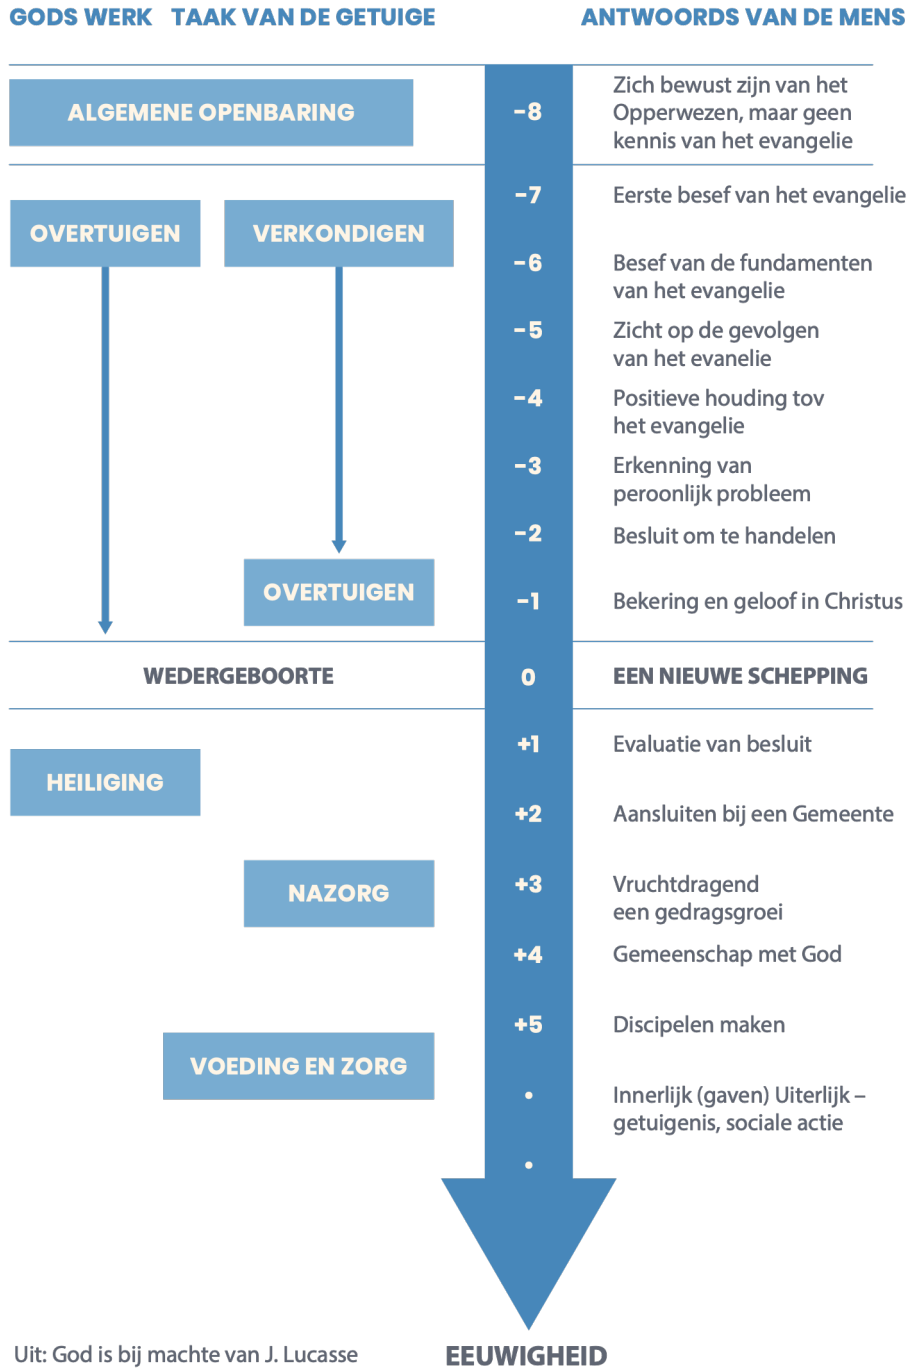 GODS WERK TAAK VAN DE GETUIGE ANTWOORDS VAN DE MENS
ALGEMENE OPENBARING
-8
Zich bewust zijn van het
Opperwezen, maar geen
kennis van het evangelie
OVERTUIGEN
VERKONDIGEN
-7
Eerste besef van het evangelie
-6
Besef van de fundamenten
van het evangelie
-5
Zicht op de gevolgen
van het evanelie
-4
Positieve houding tov
het evangelie
-3
Erkenning van
peroonlijk probleem
-2
Besluit om te handelen
OVERTUIGEN
-1
Bekering en geloof in Christus
WEDERGEBOORTE
0
EEN NIEUWE SCHEPPING
+1
Evaluatie van besluit
HEILIGING
+2
Aansluiten bij een Gemeente
NAZORG
+3
Vruchtdragend
een gedragsgroei
+4
Gemeenschap met God
+5
Discipelen maken
VOEDING EN ZORG
•
Innerlijk (gaven) Uiterlijk –
getuigenis, sociale actie
•
Uit: God is bij machte van J. Lucasse
EEUWIGHEID